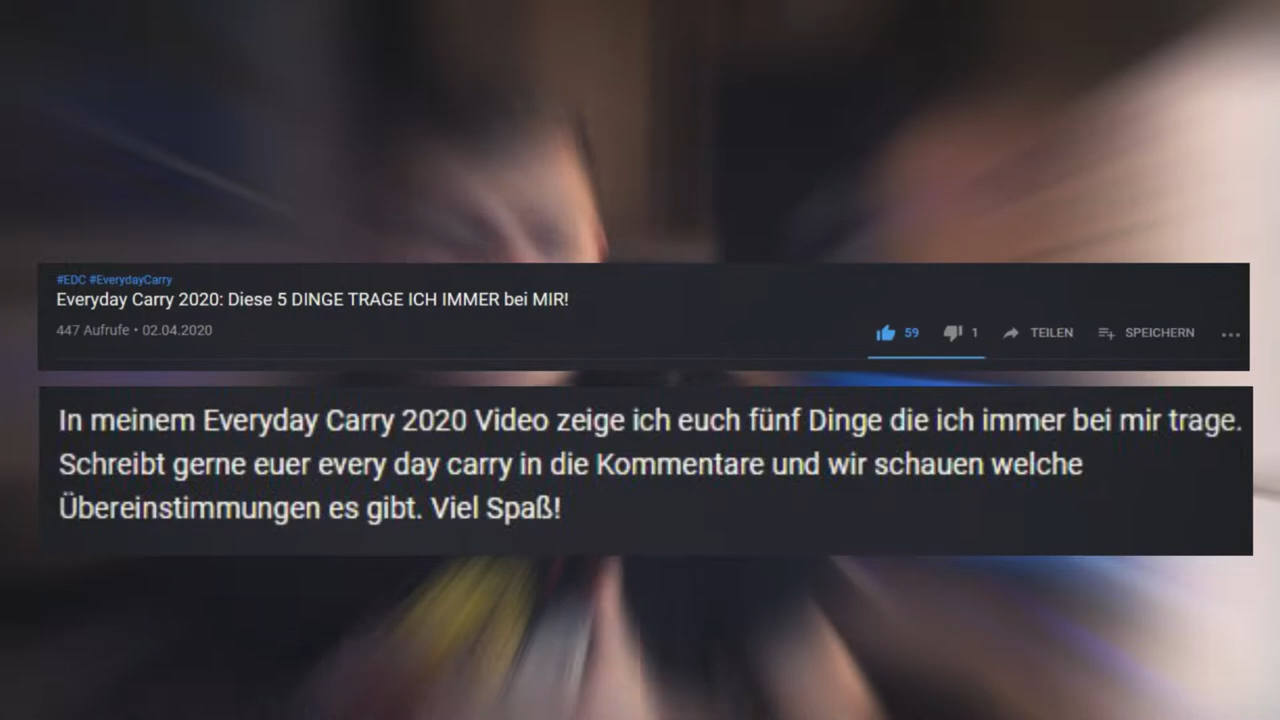 #EDC #EverydayCarry
Everyday Carry 2020: Diese 5 DINGE TRAGE ICH IMMER bei MIR!
447 Aufrufe • 02.04.2020
59 1 TEILEN SPEICHERN
In meinem Everyday Carry 2020 Video zeige ich euch fünf Dinge die ich immer bei mir trage.
Schreibt gerne euer every day carry in die Kommentare und wir schauen welche
Übereinstimmungen es gibt. Viel Spaß!